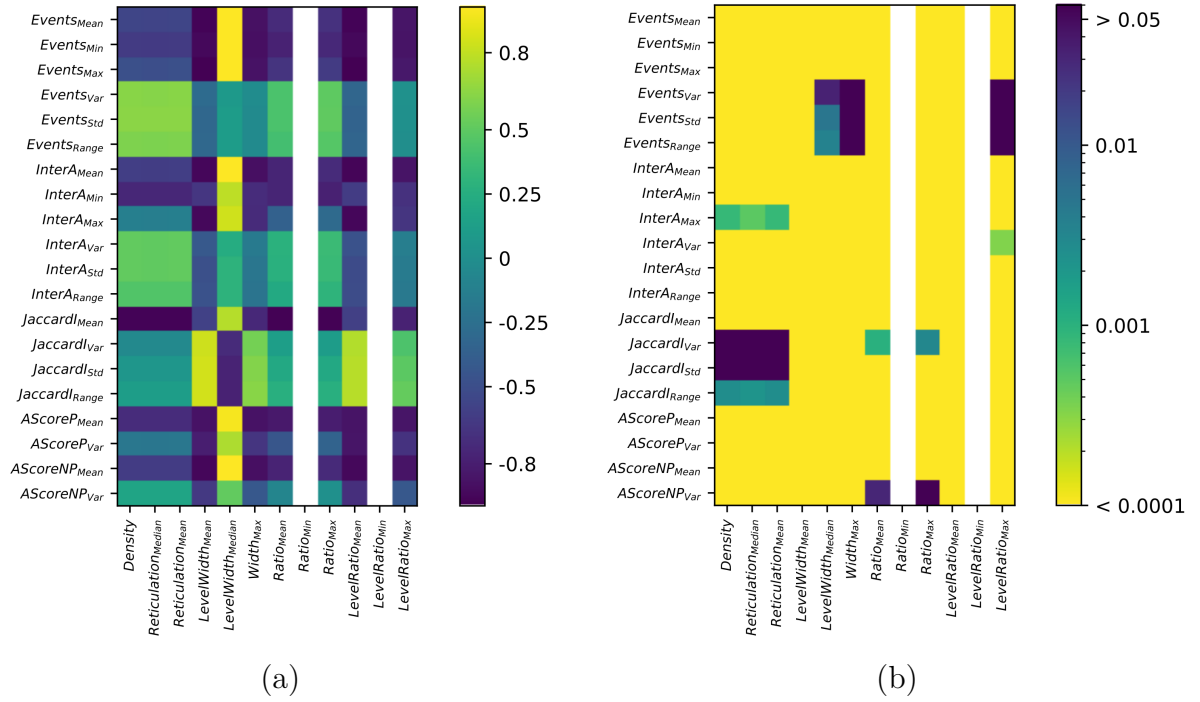 Events_Mean
Events_Min
Events_Max
Events_Var
Events_Std
Events_Range
InterA_Mean
InterA_Min
InterA_Max
InterA_Var
InterA_Std
InterA_Range
JaccardI_Mean
JaccardI_Var
JaccardI_Std
JaccardI_Range
AScoreP_Mean
AScoreP_Var
AScoreNP_Mean
AScoreNP_Var
Density
Reticulation_Median
Reticulation_Mean
LevelWidth_Mean
LevelWidth_Median
Width_Max
Ratio_Mean
Ratio_Min
Ratio_Max
LevelRatio_Mean
LevelRatio_Min
LevelRatio_Max
0.8
0.5
0.25
0
-0.25
-0.5
-0.8
(a)
Events_Mean
Events_Min
Events_Max
Events_Var
Events_Std
Events_Range
InterA_Mean
InterA_Min
InterA_Max
InterA_Var
InterA_Std
InterA_Range
JaccardI_Mean
JaccardI_Var
JaccardI_Std
JaccardI_Range
AScoreP_Mean
AScoreP_Var
AScoreNP_Mean
AScoreNP_Var
Density
Reticulation_Median
Reticulation_Mean
LevelWidth_Mean
LevelWidth_Median
Width_Max
Ratio_Mean
Ratio_Min
Ratio_Max
LevelRatio_Mean
LevelRatio_Min
LevelRatio_Max
> 0.05
0.01
0.001
< 0.0001
(b)